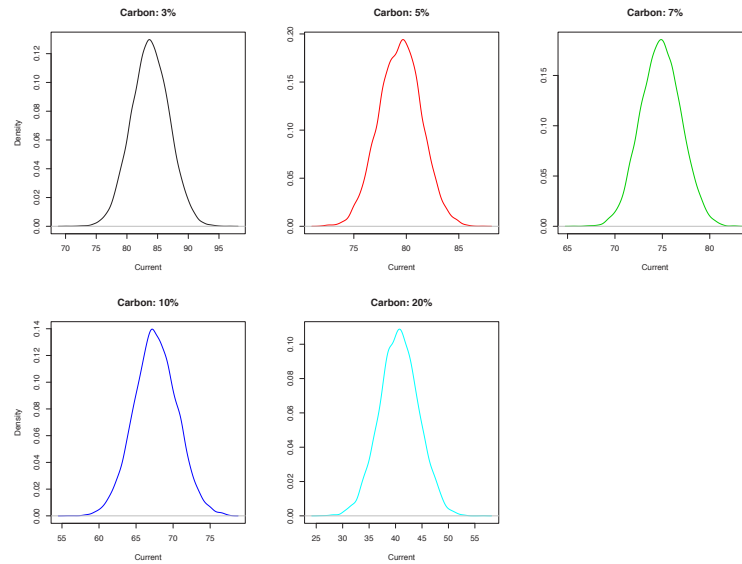 Carbon: 3%
Density
0.00 0.02 0.04 0.06 0.08 0.10 0.12
70 75 80 85 90 95
Current
Carbon: 5%
0.00 0.05 0.10 0.15 0.20
75 80 85
Current
Carbon: 7%
0.00 0.05 0.10 0.15
65 70 75 80
Current
Carbon: 10%
Density
0.00 0.02 0.04 0.06 0.08 0.10 0.12 0.14
55 60 65 70 75
Current
Carbon: 20%
0.00 0.02 0.04 0.06 0.08 0.10
25 30 35 40 45 50 55
Current